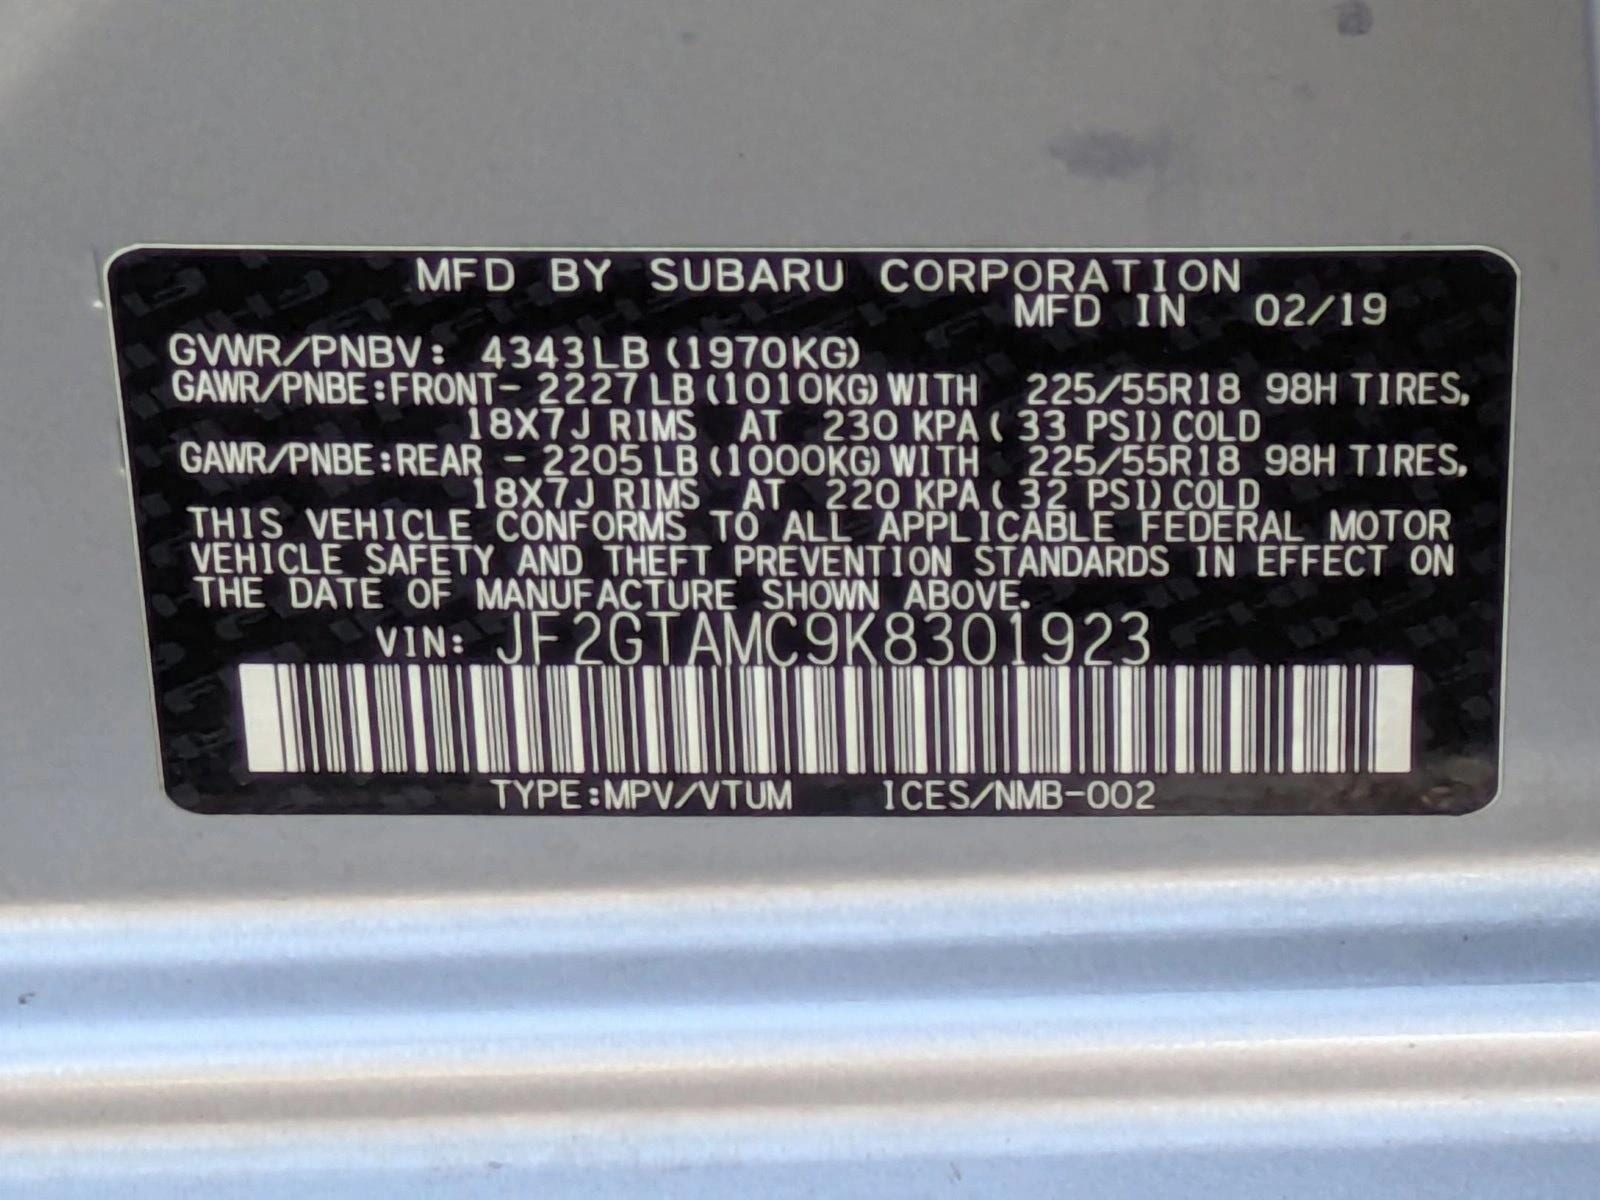 MFD BY SUBARU CORPORATION
MFD IN 02/19
GVWR/PNBV: 4343LB (1970KG)
GAWR/PNBE:FRONT- 2227LB (1010KG)WITH 225/55R18 98H TIRES,
18X7J RIMS AT 230 KPA( 33 PSI)COLD
GAWR/PNBE:REAR - 2205LB (1000KG)WITH 225/55R18 98H TIRES,
18X7J RIMS AT 220 KPA( 32 PSI)COLD
THIS VEHICLE CONFORMS TO ALL APPLICABLE FEDERAL MOTOR
VEHICLE SAFETY AND THEFT PREVENTION STANDARDS IN EFFECT ON
THE DATE OF MANUFACTURE SHOWN ABOVE.
VIN: JF2GTAMC9K8301923
TYPE:MPV/VTUM ICES/NMB-002